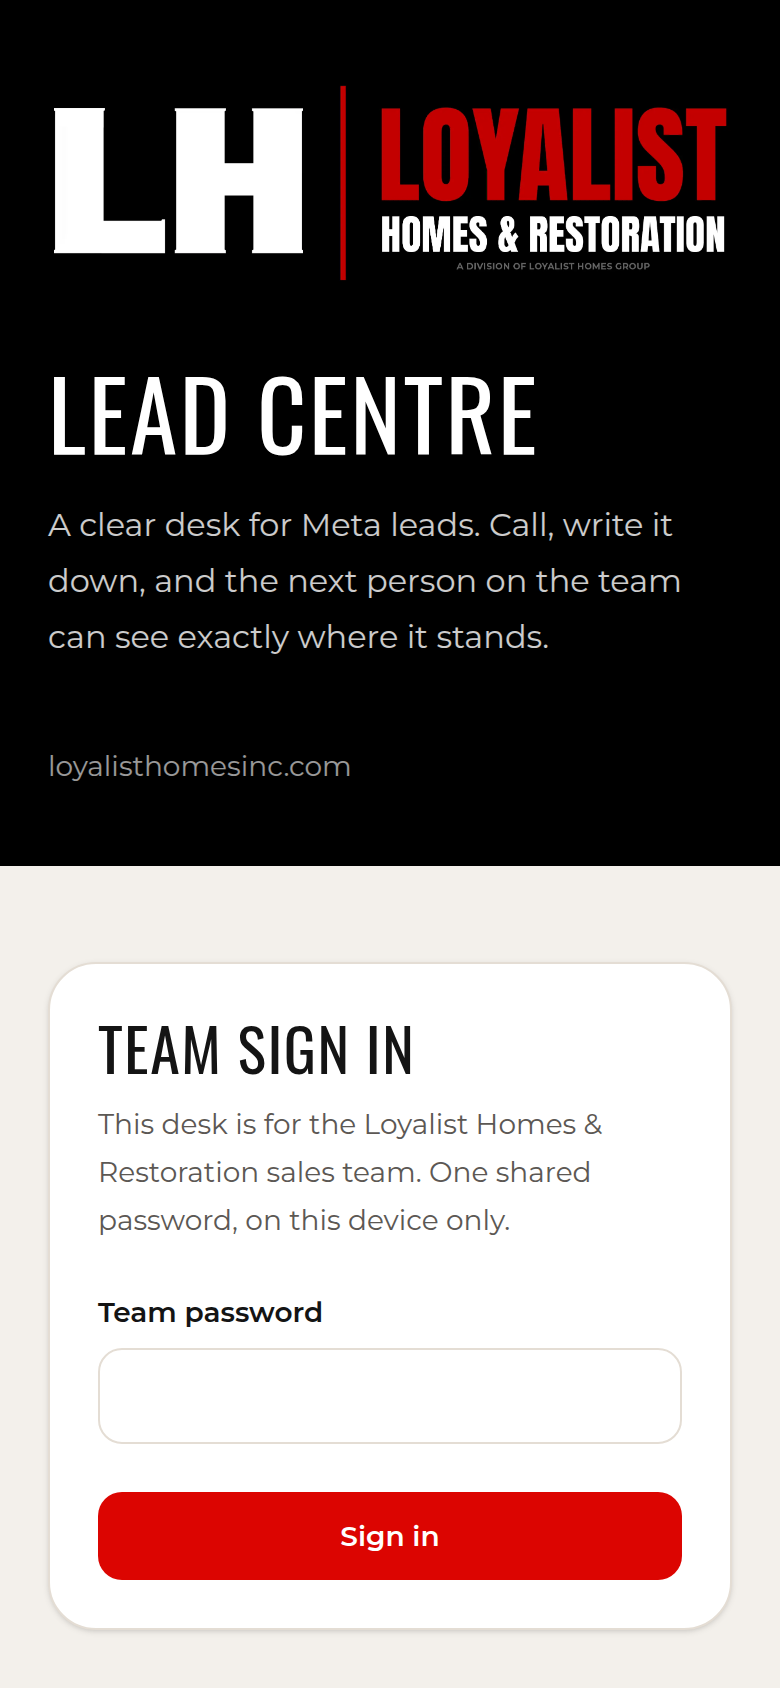 LH
LOYALIST
HOMES & RESTORATION
A DIVISION OF LOYALIST HOMES GROUP
LEAD CENTRE
A clear desk for Meta leads. Call, write it
down, and the next person on the team
can see exactly where it stands.
loyalisthomesinc.com
TEAM SIGN IN
This desk is for the Loyalist Homes &
Restoration sales team. One shared
password, on this device only.
Team password
Sign in